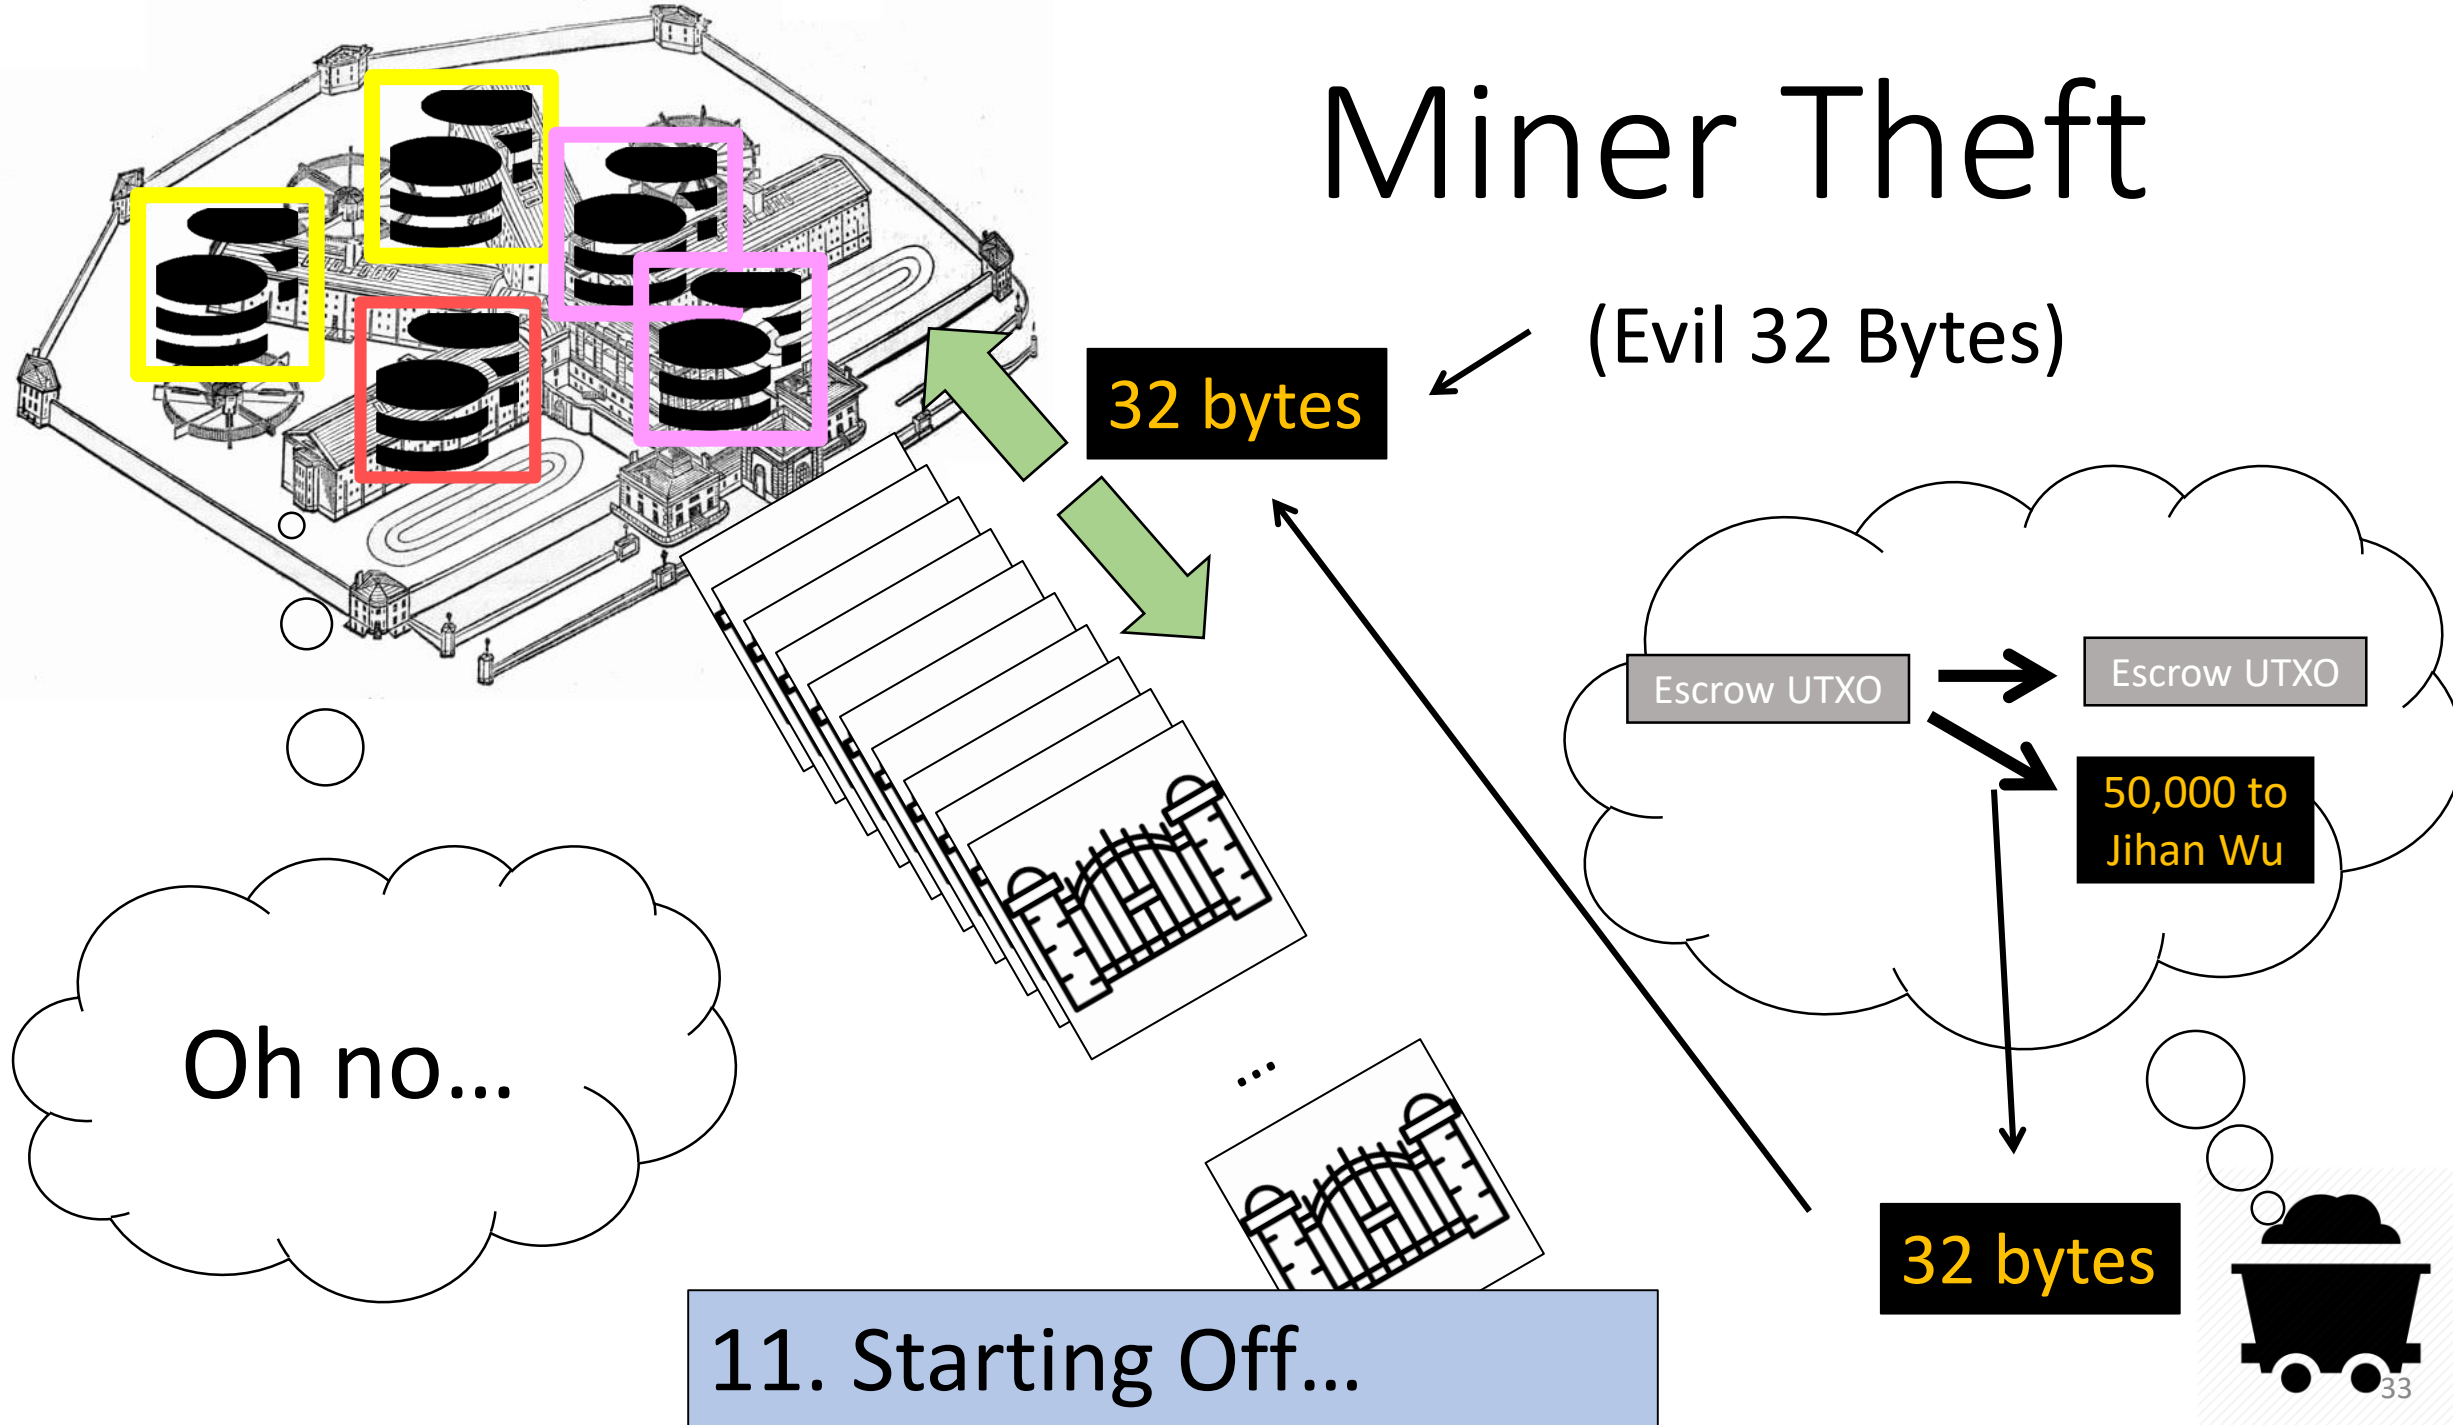 Miner Theft
(Evil 32 Bytes)
32 bytes
Escrow UTXO
Escrow UTXO
50,000 to
Jihan Wu
Oh no...
...
32 bytes
11. Starting Off...
33